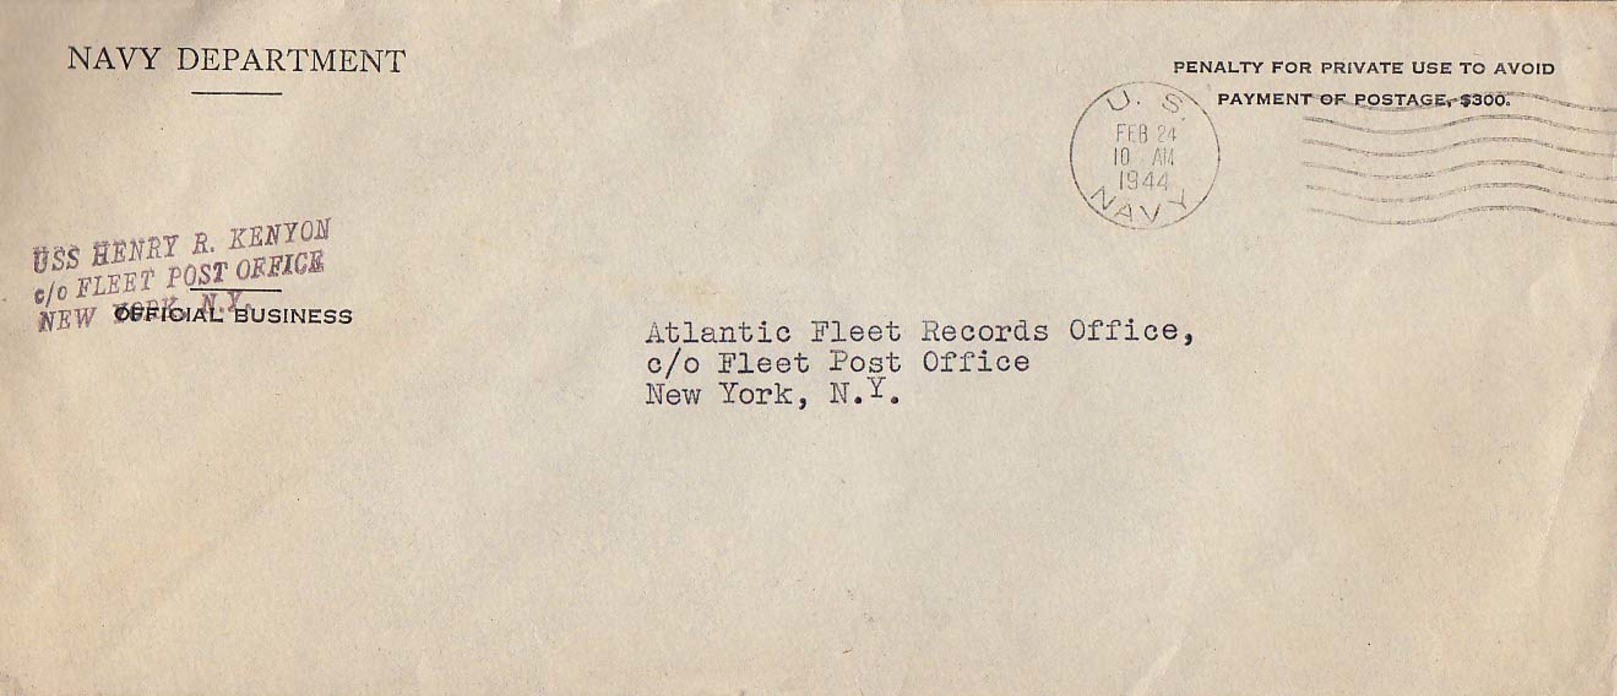 NAVY DEPARTMENT
PENALTY FOR PRIVATE USE TO AVOID
PAYMENT OF POSTAGE, $300.
U. S.
FEB 24
10 AM
1944
NAVY
USS HENRY R. KENYON
c/o FLEET POST OFFICE
NEW YORK, N.Y.
OFFICIAL BUSINESS
Atlantic Fleet Records Office,
c/o Fleet Post Office
New York, N.Y.